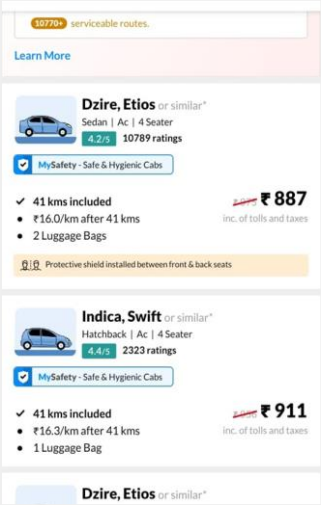 10770+ serviceable routes.
Learn More
Dzire, Etios or similar*
Sedan | Ac | 4 Seater
4.2/5 10789 ratings
MySafety - Safe & Hygienic Cabs
41 kms included
₹ 887
₹16.0/km after 41 kms
inc. of tolls and taxes
2 Luggage Bags
Protective shield installed between front & back seats
Indica, Swift or similar*
Hatchback | Ac | 4 Seater
4.4/5 2323 ratings
MySafety - Safe & Hygienic Cabs
41 kms included
₹ 911
₹16.3/km after 41 kms
inc. of tolls and taxes
1 Luggage Bag
Dzire, Etios or similar*